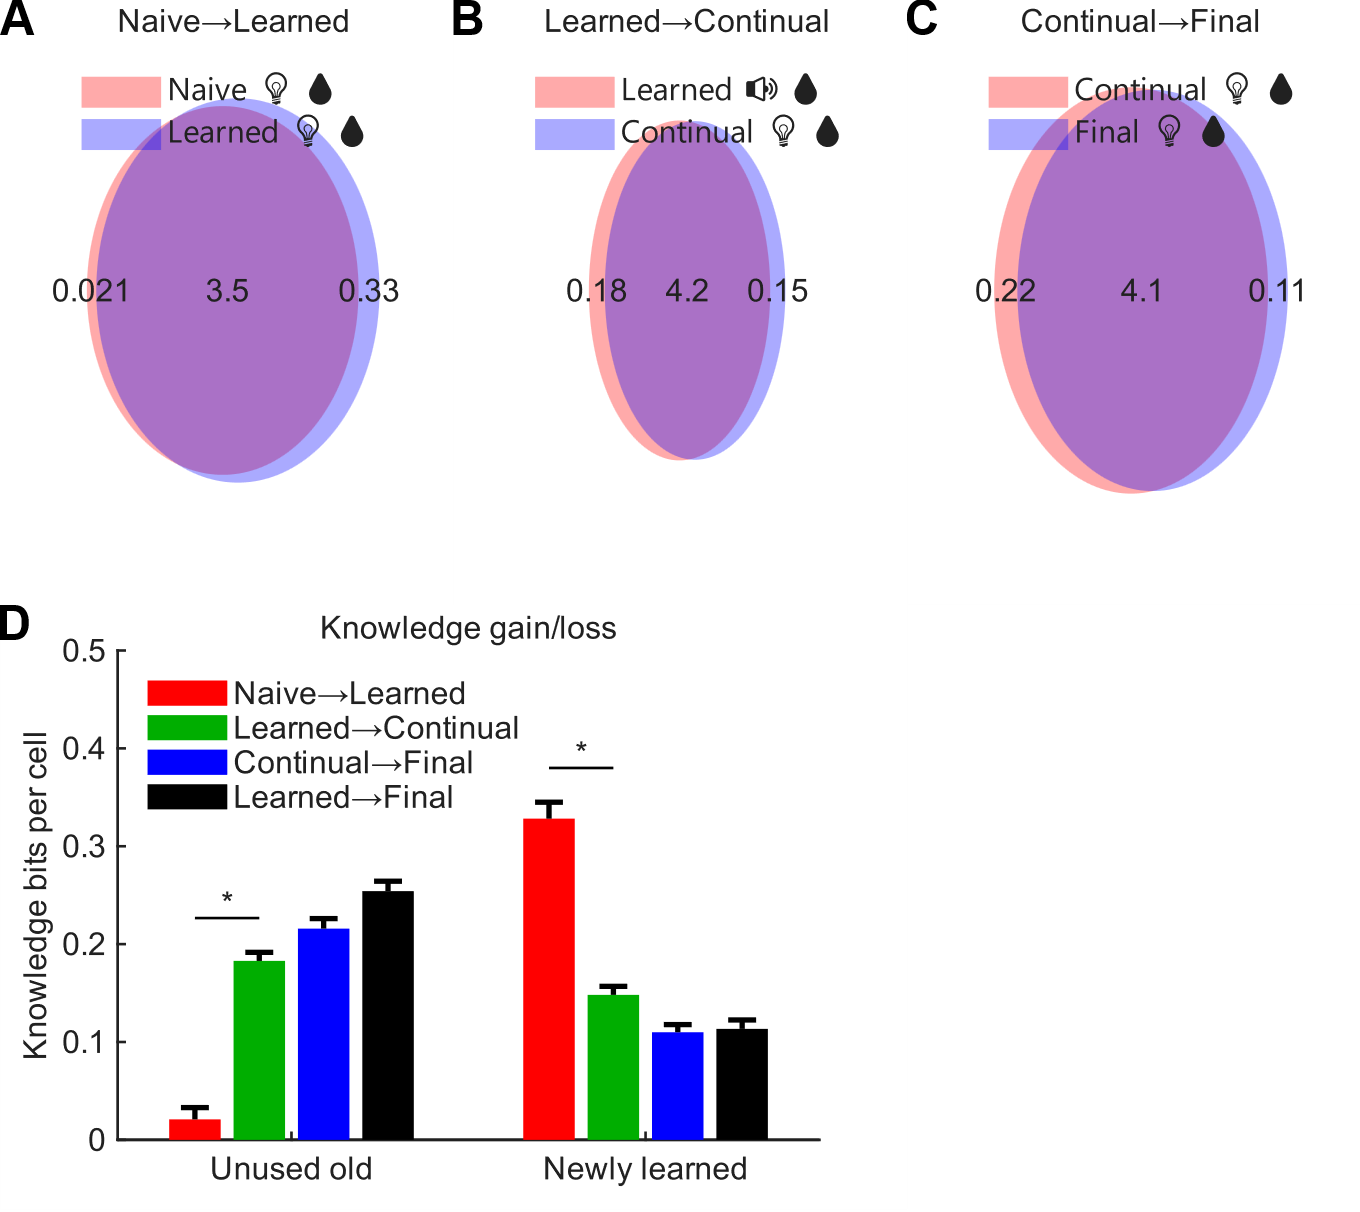 A Naive→Learned
Naive
Learned
0.021 3.5 0.33
B Learned→Continual
Learned
Continual
0.18 4.2 0.15
C Continual→Final
Continual
Final
0.22 4.1 0.11
D Knowledge gain/loss
Knowledge bits per cell
0.5
0.4
0.3
0.2
0.1
0
Naive→Learned
Learned→Continual
Continual→Final
Learned→Final
*
*
Unused old Newly learned